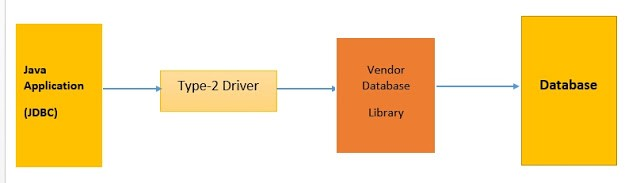 Java
Application
(JDBC)
Type-2 Driver
Vendor
Database
Library
Database